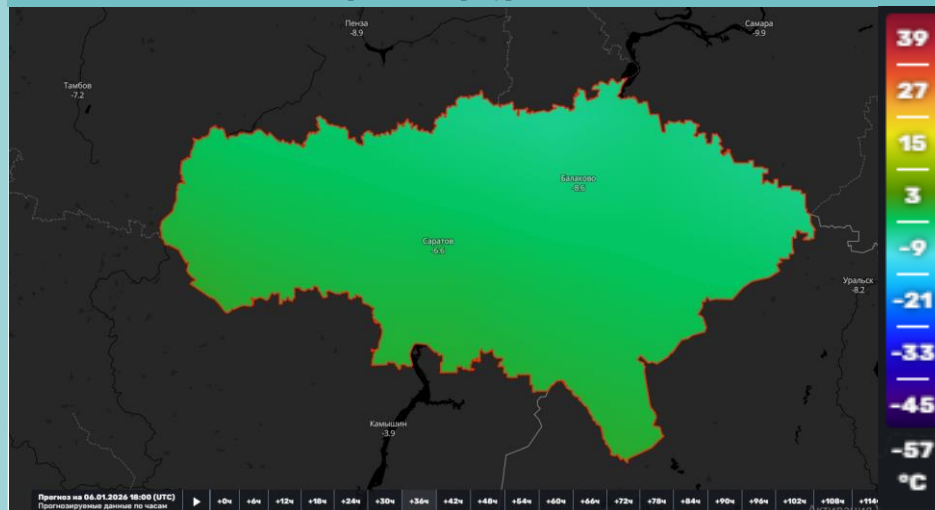 Пенза
-8.9
Самара
-9.9
Тамбов
-7.2
Балаково
-8.6
Саратов
-6.6
Уральск
-8.2
Камышин
-3.9
39
27
15
3
-9
-21
-33
-45
-57
°C
Прогноз на 06.01.2026 18:00 (UTC)
Прогнозируемые данные по часам
+0ч +6ч +12ч +18ч +24ч +30ч +36ч +42ч +48ч +54ч +60ч +66ч +72ч +78ч +84ч +90ч +96ч +102ч +108ч +114ч